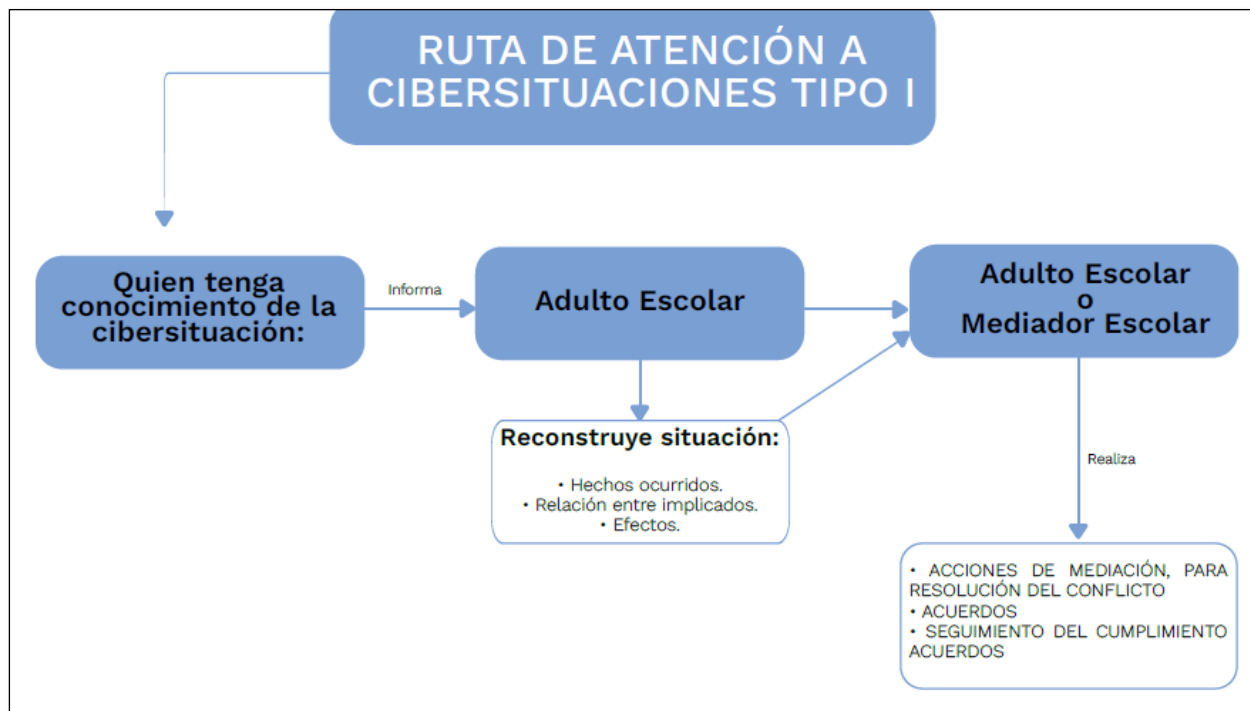 RUTA DE ATENCIÓN A
CIBERSITUACIONES TIPO I
Quien tenga
conocimiento de la
cibersituación:
Informa
Adulto Escolar
Adulto Escolar
o
Mediador Escolar
Reconstruye situación:
• Hechos ocurridos.
• Relación entre implicados.
• Efectos.
Realiza
• ACCIONES DE MEDIACIÓN, PARA
RESOLUCIÓN DEL CONFLICTO
• ACUERDOS
• SEGUIMIENTO DEL CUMPLIMIENTO
ACUERDOS